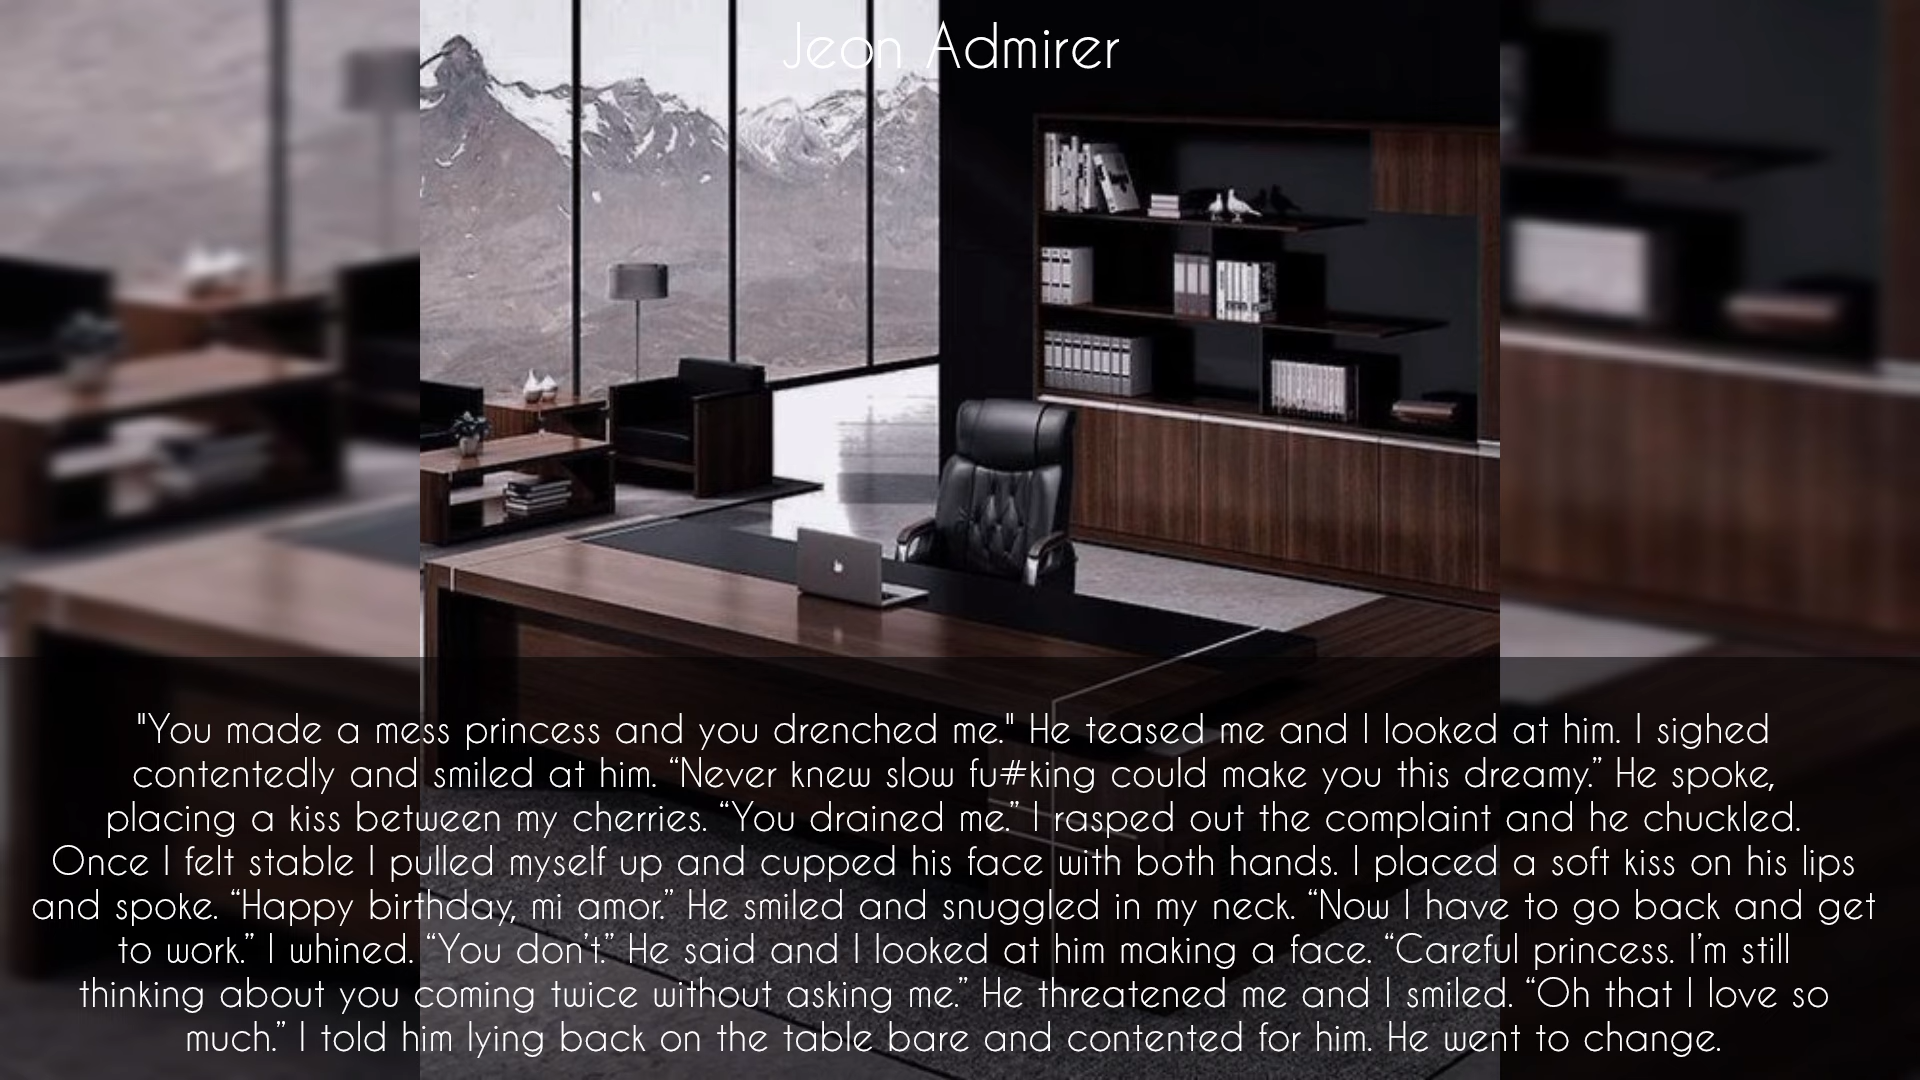 Jeon Admirer
"You made a mess princess and you drenched me." He teased me and I looked at him. I sighed
contentedly and smiled at him. “Never knew slow fu#king could make you this dreamy.” He spoke,
placing a kiss between my cherries. “You drained me.” I rasped out the complaint and he chuckled.
Once I felt stable I pulled myself up and cupped his face with both hands. I placed a soft kiss on his lips
and spoke. “Happy birthday, mi amor.” He smiled and snuggled in my neck. “Now I have to go back and get
to work.” I whined. “You don’t.” He said and I looked at him making a face. “Careful princess. I’m still
thinking about you coming twice without asking me.” He threatened me and I smiled. “Oh that I love so
much.” I told him lying back on the table bare and contented for him. He went to change.